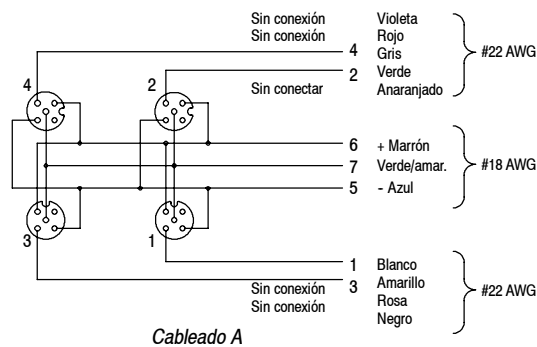 Sin conexión Violeta
Sin conexión Rojo
4 Gris
2 Verde
Sin conectar Anaranjado
#22 AWG
4 2
6 + Marrón
7 Verde/amar.
5 - Azul
#18 AWG
3 1
1 Blanco
3 Amarillo
Sin conexión Rosa
Sin conexión Negro
#22 AWG
Cableado A